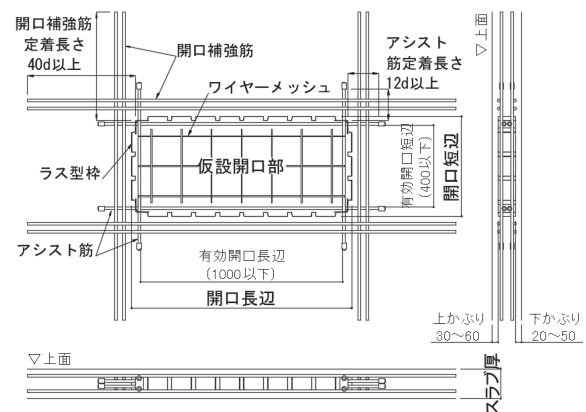 開口補強筋
定着長さ
40d以上
開口補強筋
ワイヤーメッシュ
アシスト
筋定着長さ
12d以上
▽上面
ラス型枠
仮設開口部
有効開口短辺
(400以下)
開口短辺
アシスト筋
有効開口長辺
(1000以下)
開口長辺
上かぶり
30~60
下かぶり
20~50
▽上面
スラブ厚